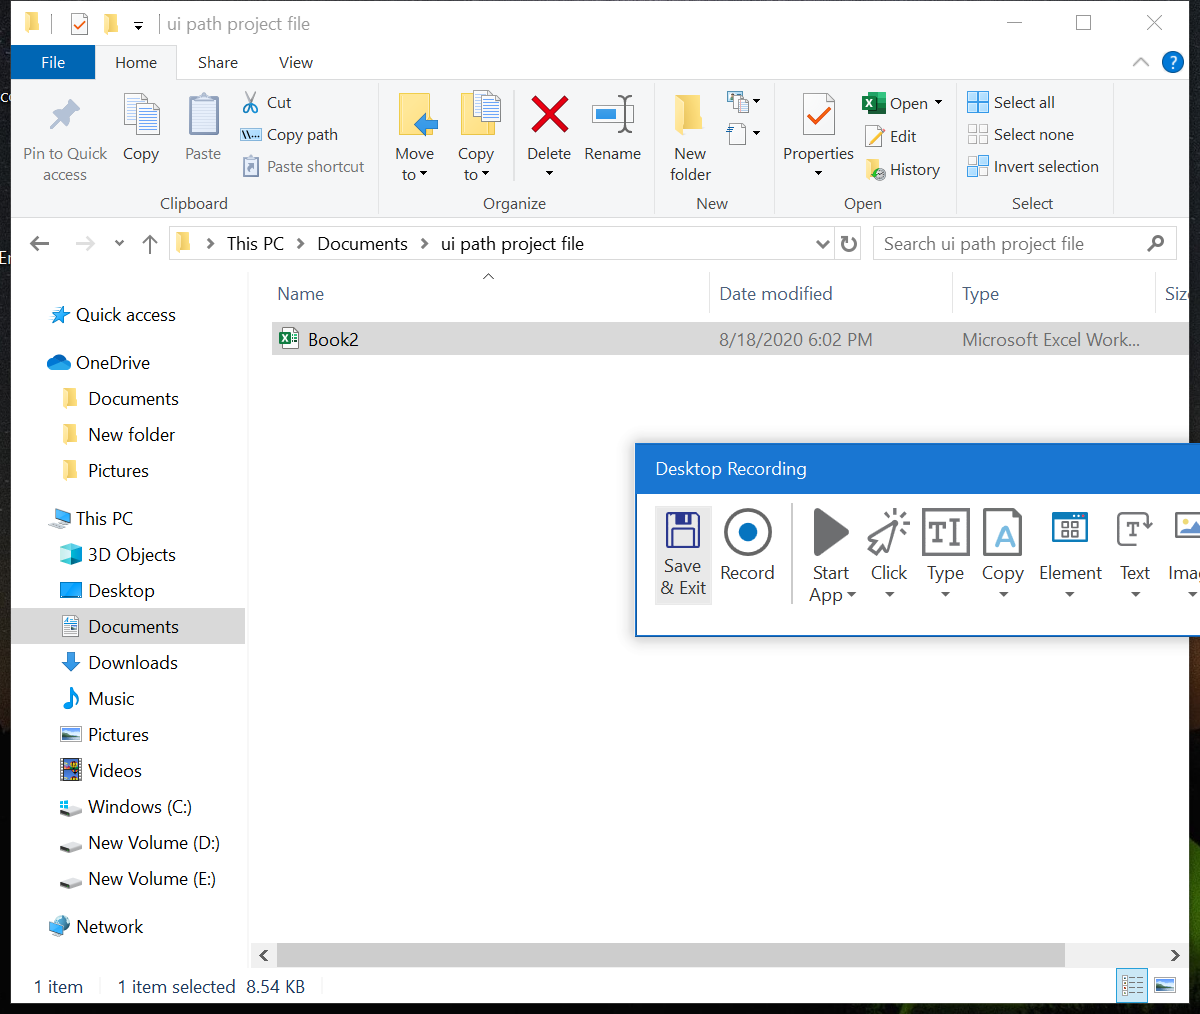 ui path project file
File Home Share View
Pin to Quick access
Copy
Paste
Cut
Copy path
Paste shortcut
Clipboard
Move to
Copy to
Delete
Rename
Organize
New folder
New
Properties
Open
Edit
History
Open
Select all
Select none
Invert selection
Select
This PC Documents ui path project file
Search ui path project file
Name Date modified Type Siz
Book2 8/18/2020 6:02 PM Microsoft Excel Work...
Quick access
OneDrive
Documents
New folder
Pictures
This PC
3D Objects
Desktop
Documents
Downloads
Music
Pictures
Videos
Windows (C:)
New Volume (D:)
New Volume (E:)
Network
Desktop Recording
Save & Exit
Record
Start App
Click
Type
Copy
Element
Text
Imag
1 item 1 item selected 8.54 KB